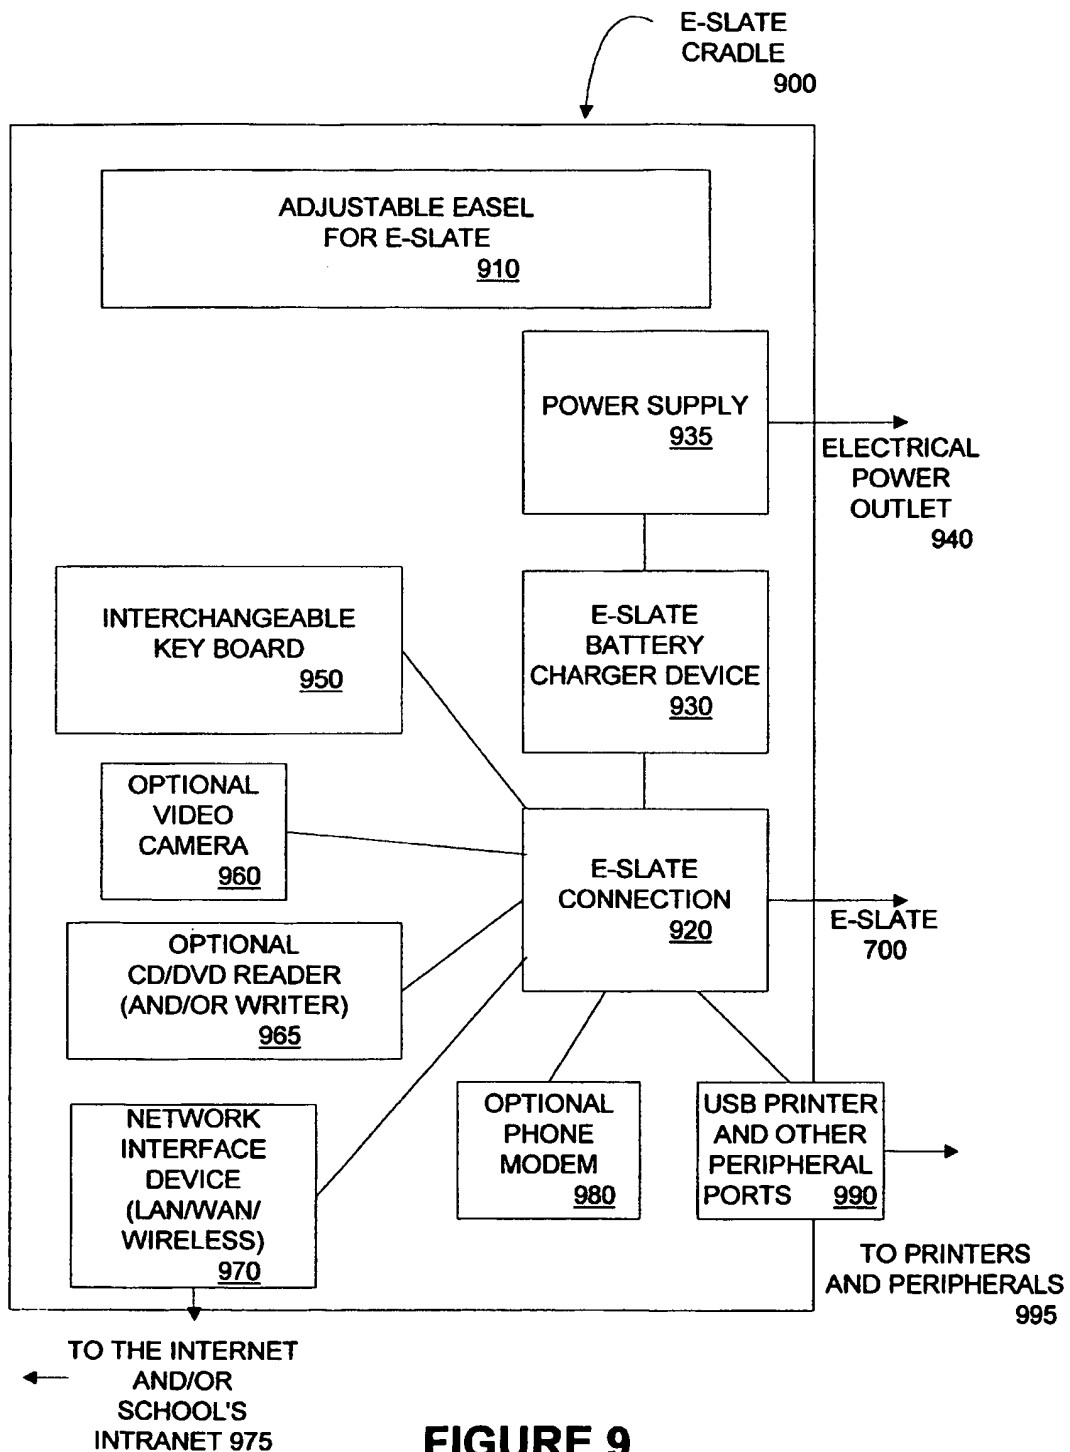 E-SLATE
CRADLE
900
ADJUSTABLE EASEL
FOR E-SLATE
910
POWER SUPPLY
935
ELECTRICAL
POWER
OUTLET
940
INTERCHANGEABLE
KEY BOARD
950
E-SLATE
BATTERY
CHARGER DEVICE
930
OPTIONAL
VIDEO
CAMERA
960
E-SLATE
CONNECTION
920
E-SLATE
700
OPTIONAL
CD/DVD READER
(AND/OR WRITER)
965
NETWORK
INTERFACE
DEVICE
(LAN/WAN/
WIRELESS)
970
OPTIONAL
PHONE
MODEM
980
USB PRINTER
AND OTHER
PERIPHERAL
PORTS 990
TO PRINTERS
AND PERIPHERALS
995
TO THE INTERNET
AND/OR
SCHOOL'S
INTRANET 975
FIGURE 9